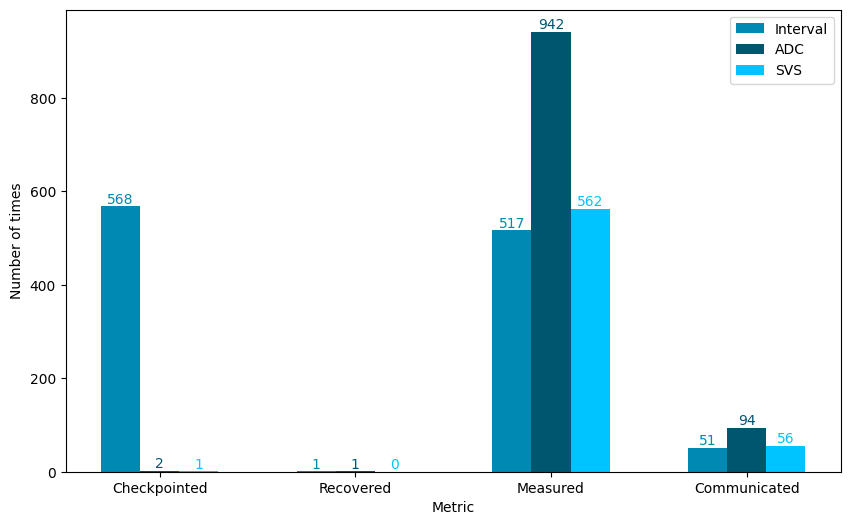 Interval
ADC
SVS
Number of times
800
600
400
200
0
568
2
1
1
1
0
517
942
562
51
94
56
Checkpointed
Recovered
Measured
Communicated
Metric